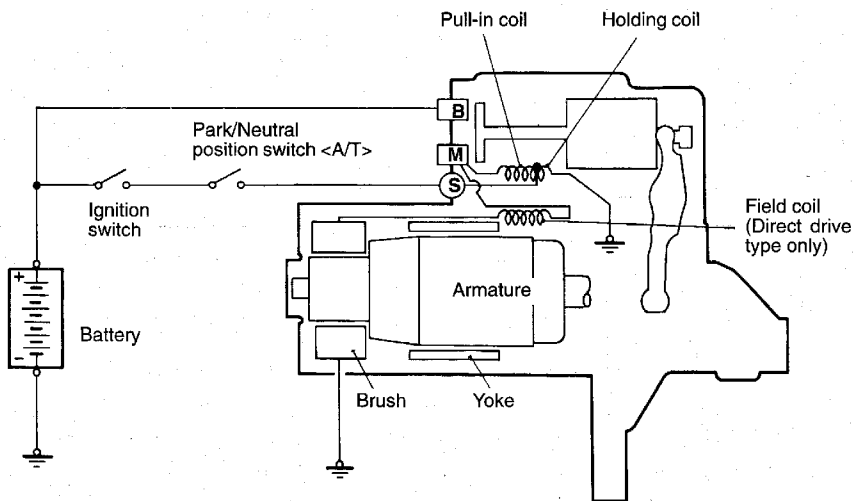 Pull-in coil
Holding coil
B
Park/Neutral
position switch <A/T>
M
S
Ignition
switch
Field coil
(Direct drive
type only)
Armature
+
Battery
-
Brush
Yoke